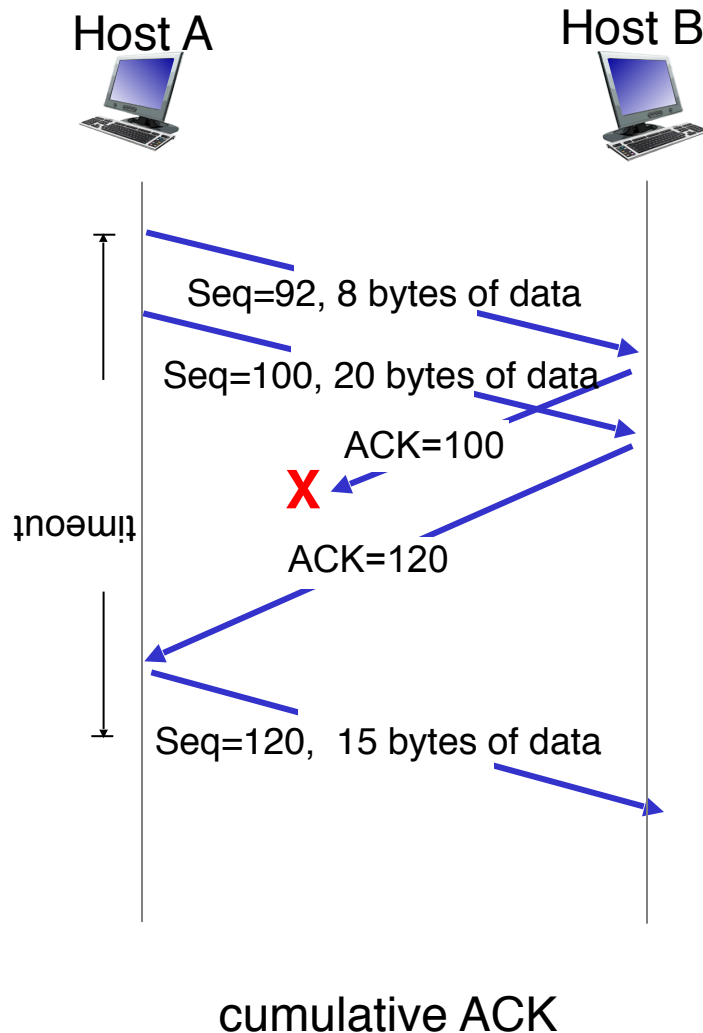 Host A
Host B
Seq=92, 8 bytes of data
Seq=100, 20 bytes of data
ACK=100
X
timeout
ACK=120
Seq=120, 15 bytes of data
cumulative ACK